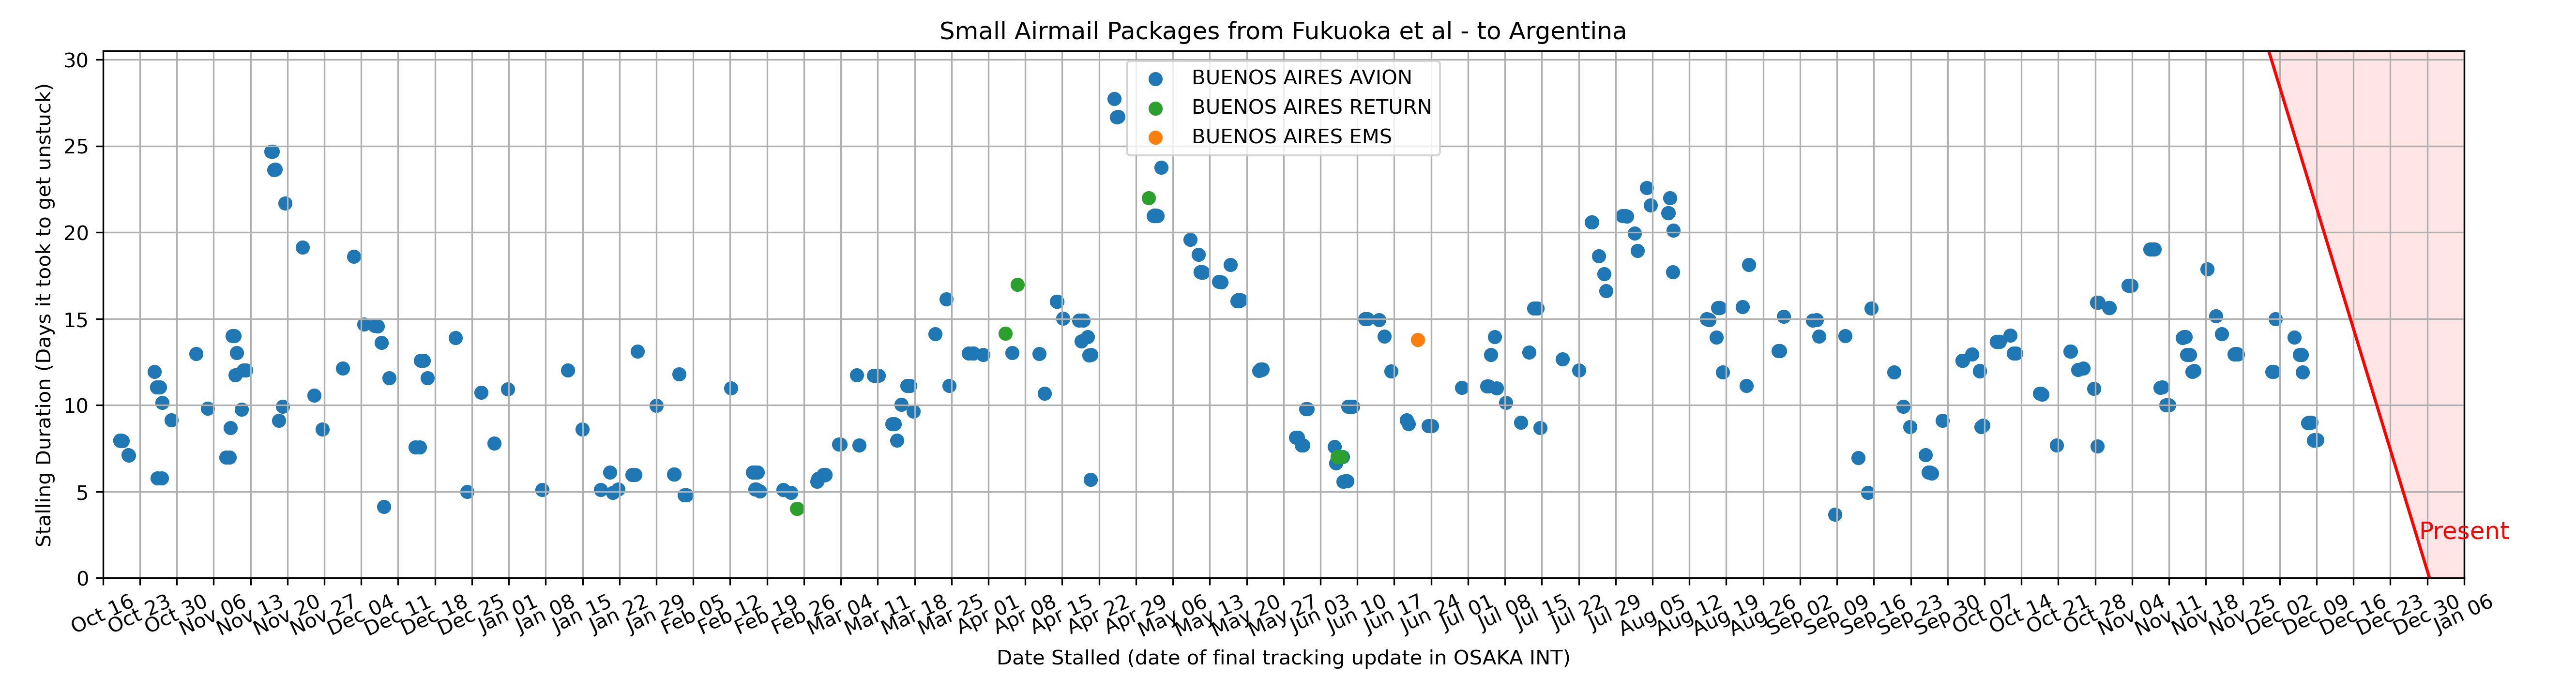 Small Airmail Packages from Fukuoka et al - to Argentina
Stalling Duration (Days it took to get unstuck)
30
25
20
15
10
5
0
BUENOS AIRES AVION
BUENOS AIRES RETURN
BUENOS AIRES EMS
Present
Oct 16
Oct 23
Oct 30
Nov 06
Nov 13
Nov 20
Nov 27
Dec 04
Dec 11
Dec 18
Dec 25
Jan 01
Jan 08
Jan 15
Jan 22
Jan 29
Feb 05
Feb 12
Feb 19
Feb 26
Mar 04
Mar 11
Mar 18
Mar 25
Apr 01
Apr 08
Apr 15
Apr 22
Apr 29
May 06
May 13
May 20
May 27
Jun 03
Jun 10
Jun 17
Jun 24
Jul 01
Jul 08
Jul 15
Jul 22
Jul 29
Aug 05
Aug 12
Aug 19
Aug 26
Sep 02
Sep 09
Sep 16
Sep 23
Sep 30
Oct 07
Oct 14
Oct 21
Oct 28
Nov 04
Nov 11
Nov 18
Nov 25
Dec 02
Dec 09
Dec 16
Dec 23
Dec 30
Jan 06
Date Stalled (date of final tracking update in OSAKA INT)